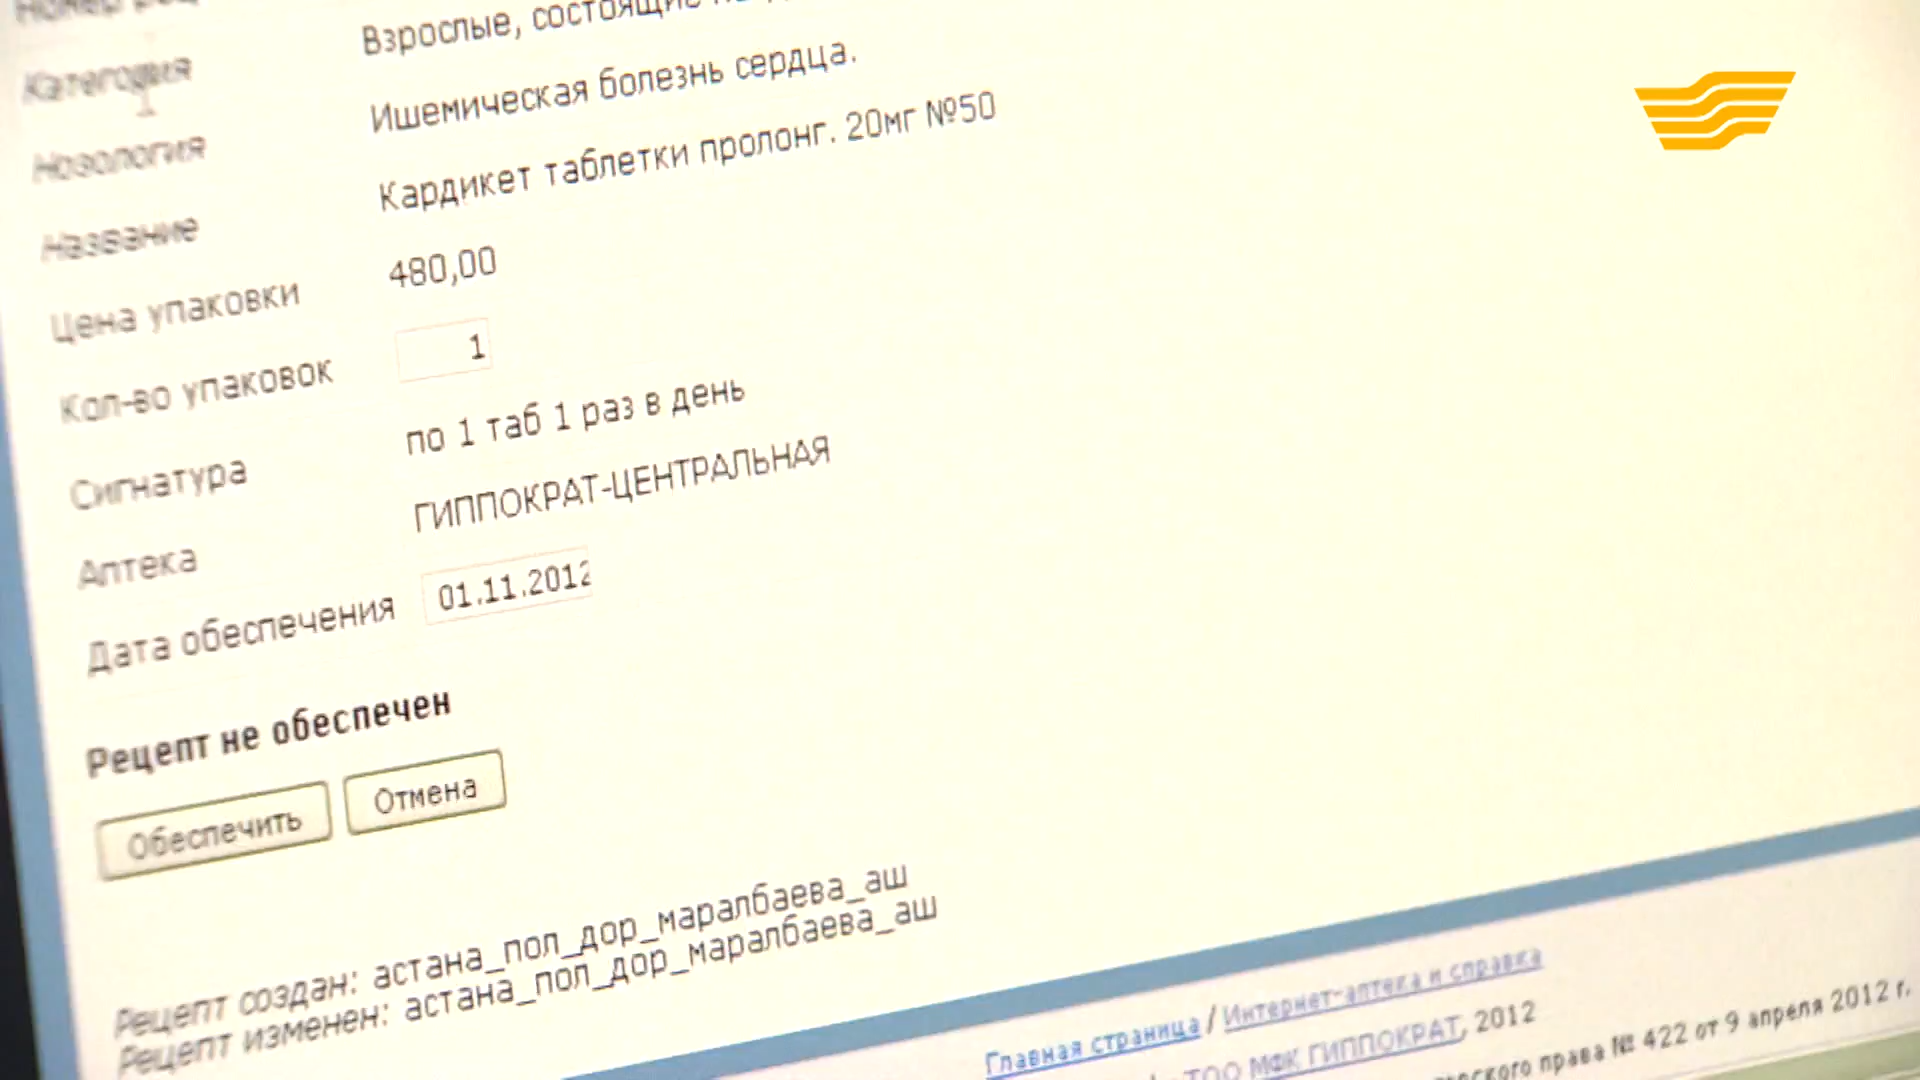 Номер
Категория Взрослые, состоящие
Нозология Ишемическая болезнь сердца.
Название Кардикет таблетки пролонг. 20мг №50
Цена упаковки 480,00
Кол-во упаковок 1
Сигнатура по 1 таб 1 раз в день
Аптека ГИППОКРАТ-ЦЕНТРАЛЬНАЯ
Дата обеспечения 01.11.2012
Рецепт не обеспечен
Обеспечить Отмена
Рецепт создан: астана_пол_дор_маралбаева_аш
Рецепт изменен: астана_пол_дор_маралбаева_аш
Главная страница / Интернет-аптека и справка
ТОО МФК ГИППОКРАТ, 2012
права № 422 от 9 апреля 2012 г.